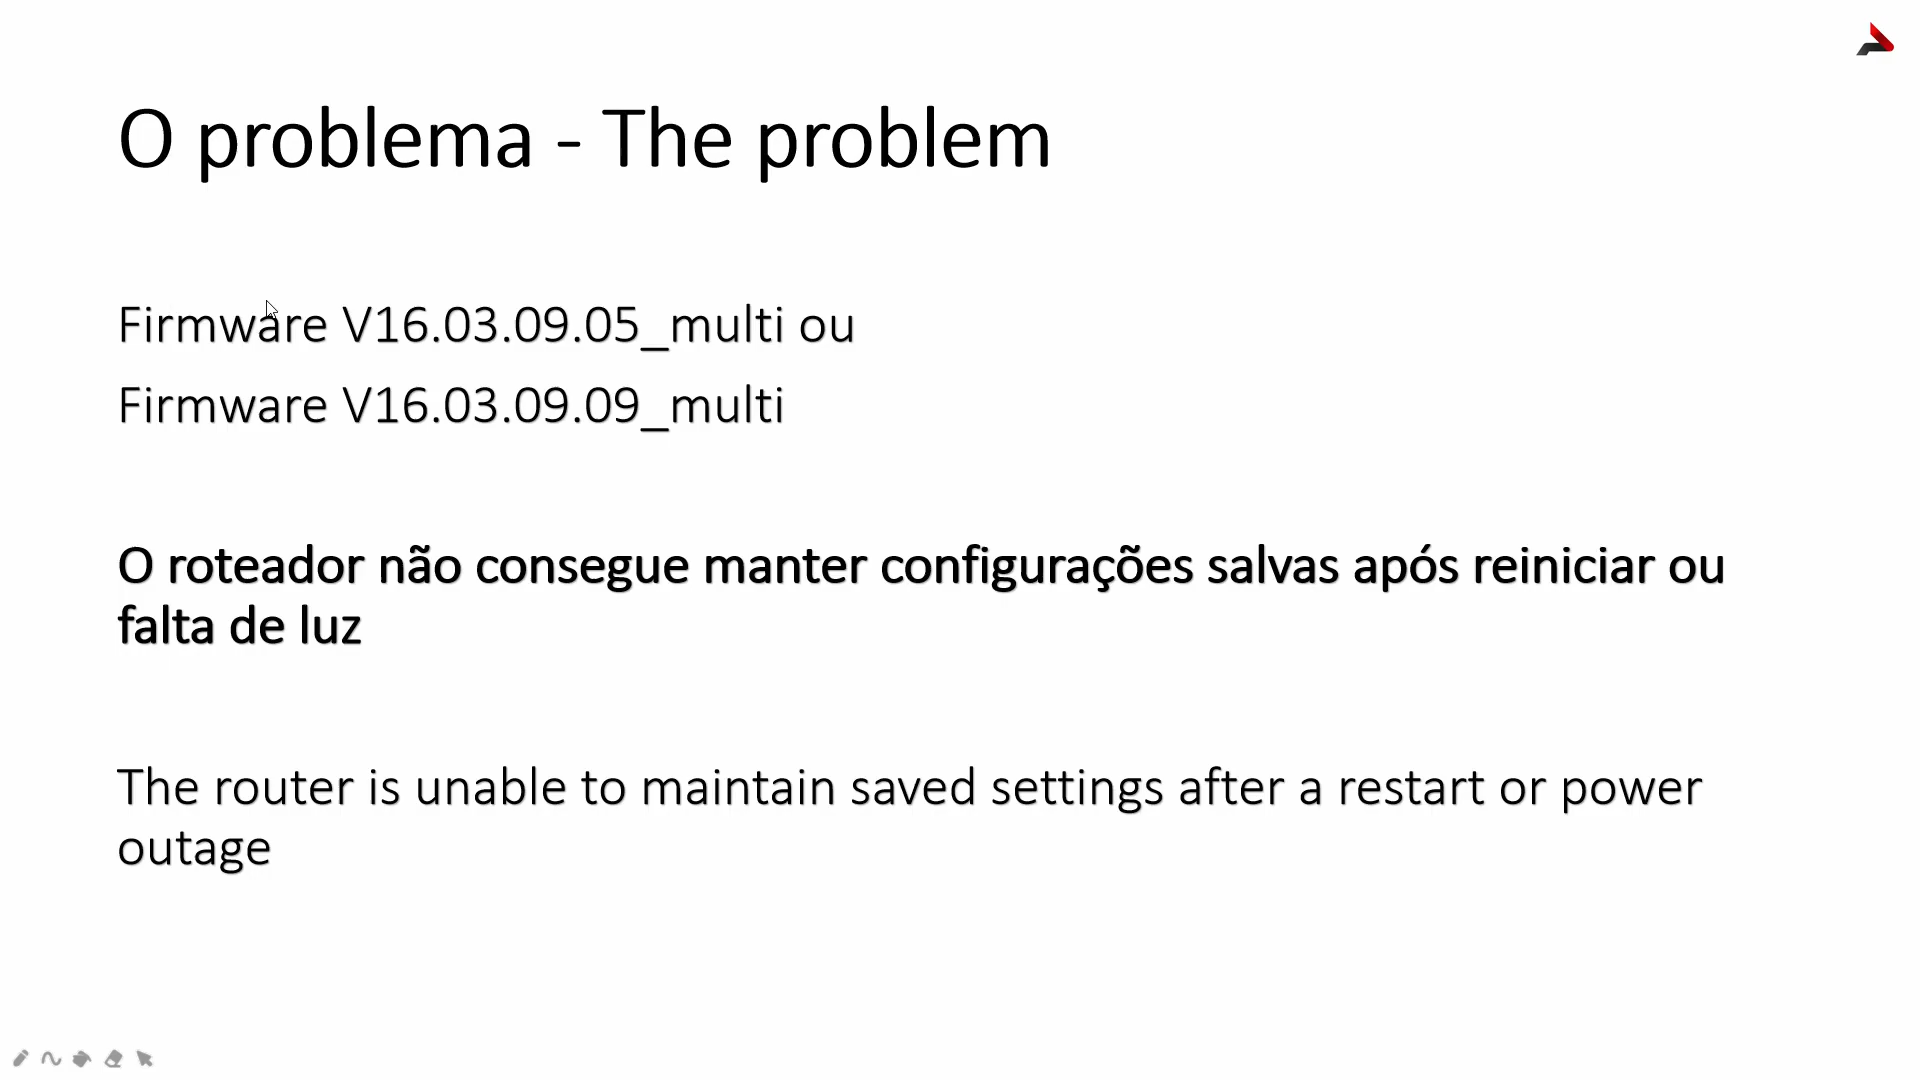 O problema - The problem
Firmware V16.03.09.05_multi ou
Firmware V16.03.09.09_multi
O roteador não consegue manter configurações salvas após reiniciar ou
falta de luz
The router is unable to maintain saved settings after a restart or power
outage